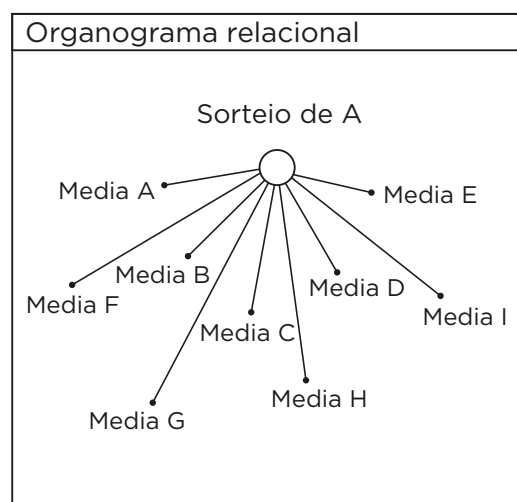 Organograma relacional
Sorteio de A
Media A
Media E
Media B
Media D
Media F
Media C
Media I
Media H
Media G